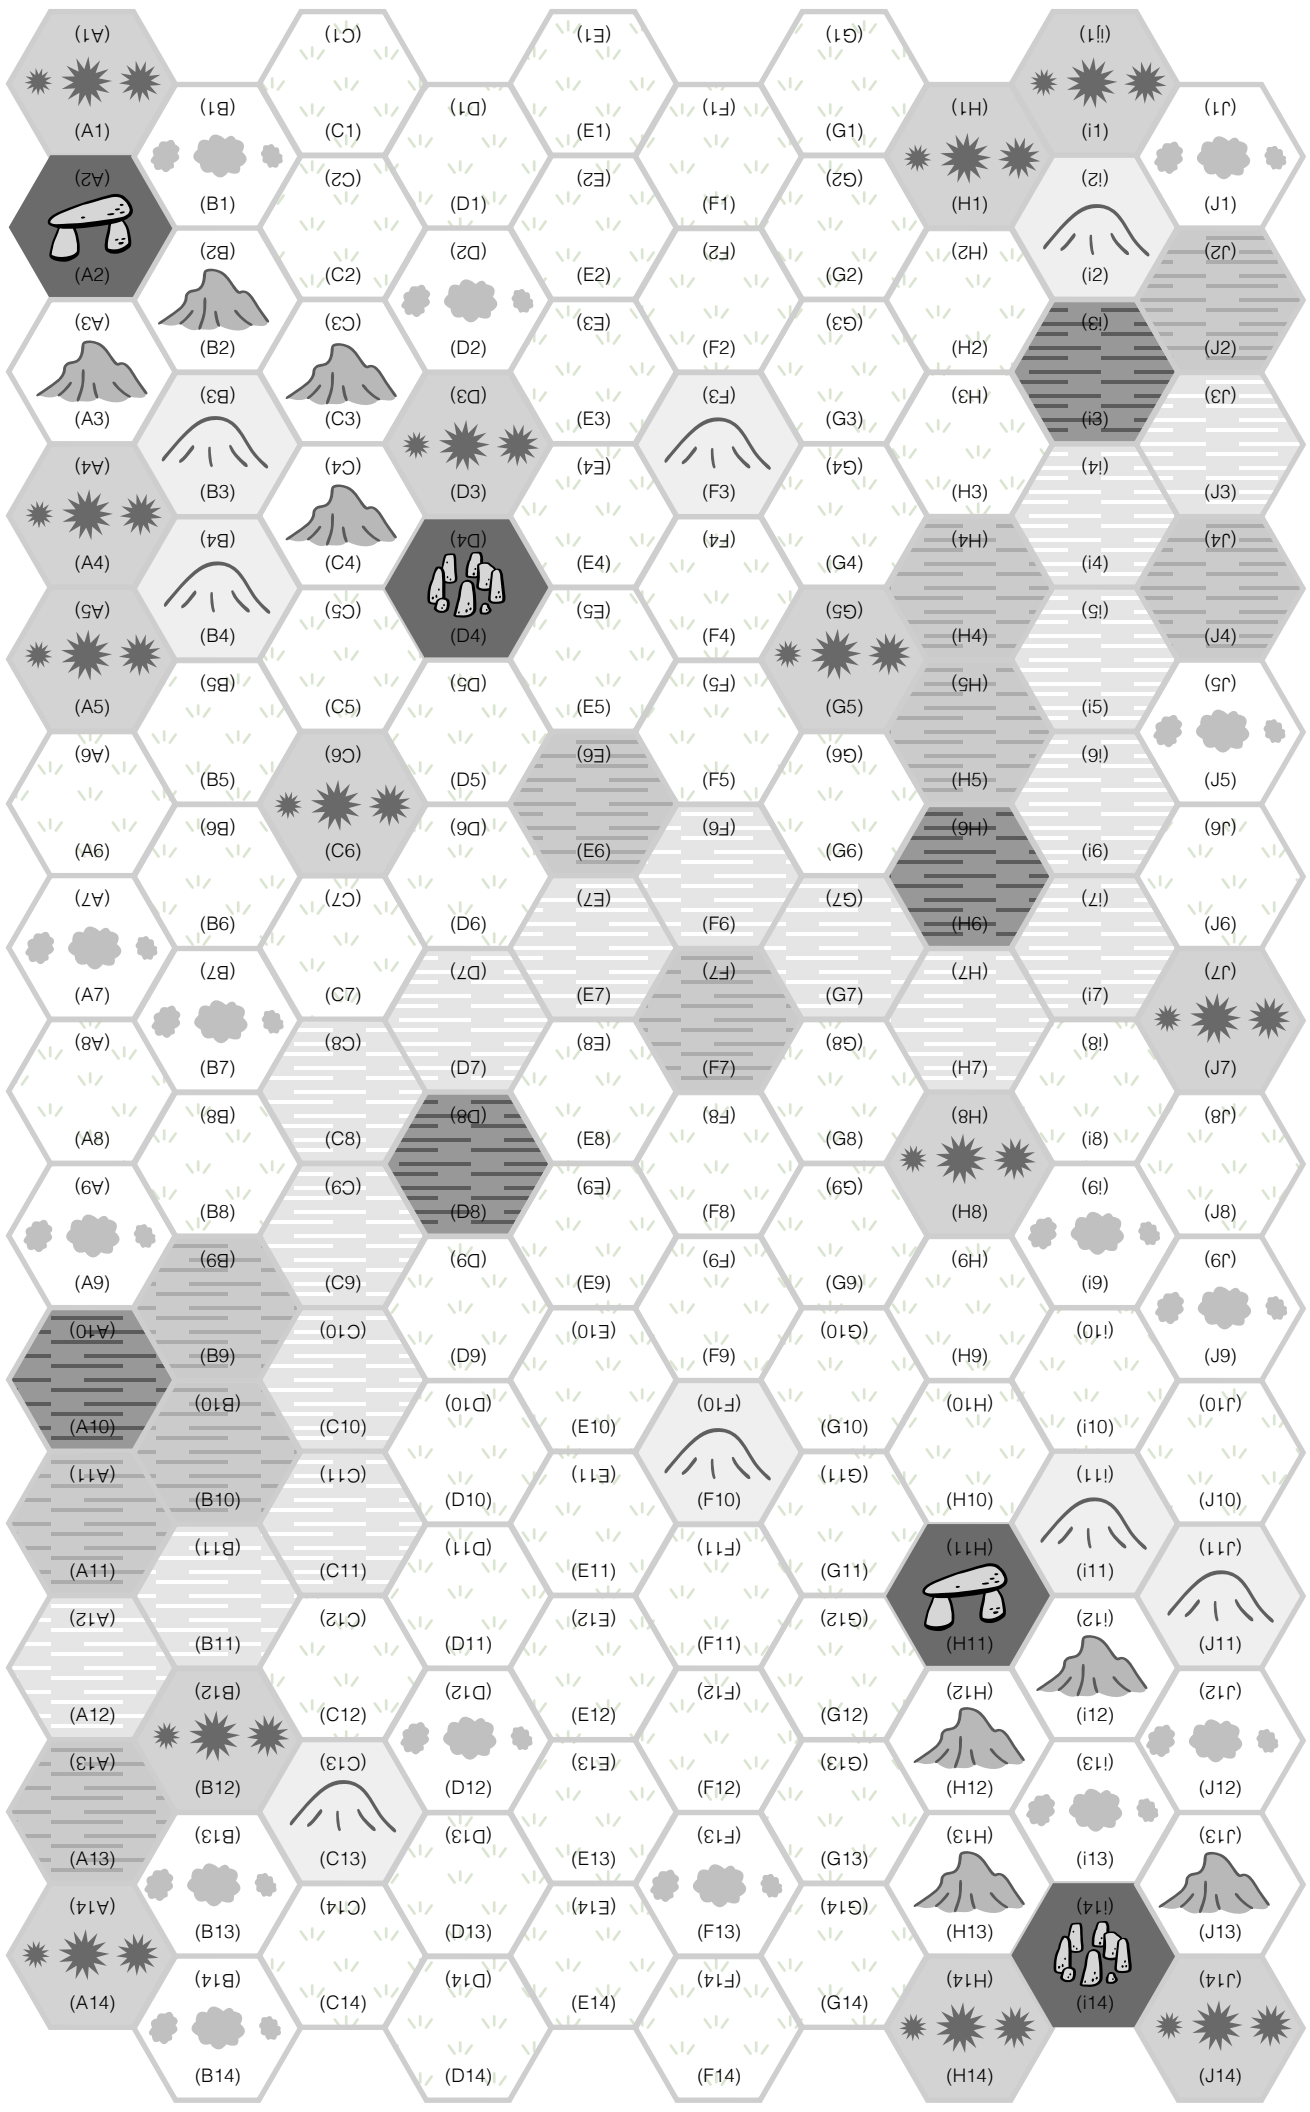 (A1) (C1) (E1) (G1) (ij1)
(B1) (D1) (F1) (H1) (J1)
(A1) (C1) (E1) (G1) (i1)
(A2) (C2) (E2) (G2) (i2)
(B1) (D1) (F1) (H1) (J1)
(B2) (D2) (F2) (H2) (J2)
(A2) (C2) (E2) (G2) (i2)
(A3) (C3) (E3) (G3) (i3)
(B2) (D2) (F2) (H2) (J2)
(B3) (D3) (F3) (H3) (J3)
(A3) (C3) (E3) (G3) (i3)
(A4) (C4) (E4) (G4) (i4)
(B3) (D3) (F3) (H3) (J3)
(B4) (D4) (F4) (H4) (J4)
(A4) (C4) (E4) (G4) (i4)
(A5) (C5) (E5) (G5) (i5)
(B4) (D4) (F4) (H4) (J4)
(B5) (D5) (F5) (H5) (J5)
(A5) (C5) (E5) (G5) (i5)
(A6) (C6) (E6) (G6) (i6)
(B5) (D5) (F5) (H5) (J5)
(B6) (D6) (F6) (H6) (J6)
(A6) (C6) (E6) (G6) (i6)
(A7) (C7) (E7) (G7) (i7)
(B6) (D6) (F6) (H6) (J6)
(B7) (D7) (F7) (H7) (J7)
(A7) (C7) (E7) (G7) (i7)
(A8) (C8) (E8) (G8) (i8)
(B7) (D7) (F7) (H7) (J7)
(B8) (D8) (F8) (H8) (J8)
(A8) (C8) (E8) (G8) (i8)
(A9) (C9) (E9) (G9) (i9)
(B8) (D8) (F8) (H8) (J8)
(B9) (D9) (F9) (H9) (J9)
(A9) (C9) (E9) (G9) (i9)
(A10) (C10) (E10) (G10) (i10)
(B9) (D9) (F9) (H9) (J9)
(B10) (D10) (F10) (H10) (J10)
(A10) (C10) (E10) (G10) (i10)
(A11) (C11) (E11) (G11) (i11)
(B10) (D10) (F10) (H10) (J10)
(B11) (D11) (F11) (H11) (J11)
(A11) (C11) (E11) (G11) (i11)
(A12) (C12) (E12) (G12) (i12)
(B11) (D11) (F11) (H11) (J11)
(B12) (D12) (F12) (H12) (J12)
(A12) (C12) (E12) (G12) (i12)
(A13) (C13) (E13) (G13) (i13)
(B12) (D12) (F12) (H12) (J12)
(B13) (D13) (F13) (H13) (J13)
(A13) (C13) (E13) (G13) (i13)
(A14) (C14) (E14) (G14) (i14)
(B13) (D13) (F13) (H13) (J13)
(B14) (D14) (F14) (H14) (J14)
(A14) (C14) (E14) (G14) (i14)
(B14) (D14) (F14) (H14) (J14)